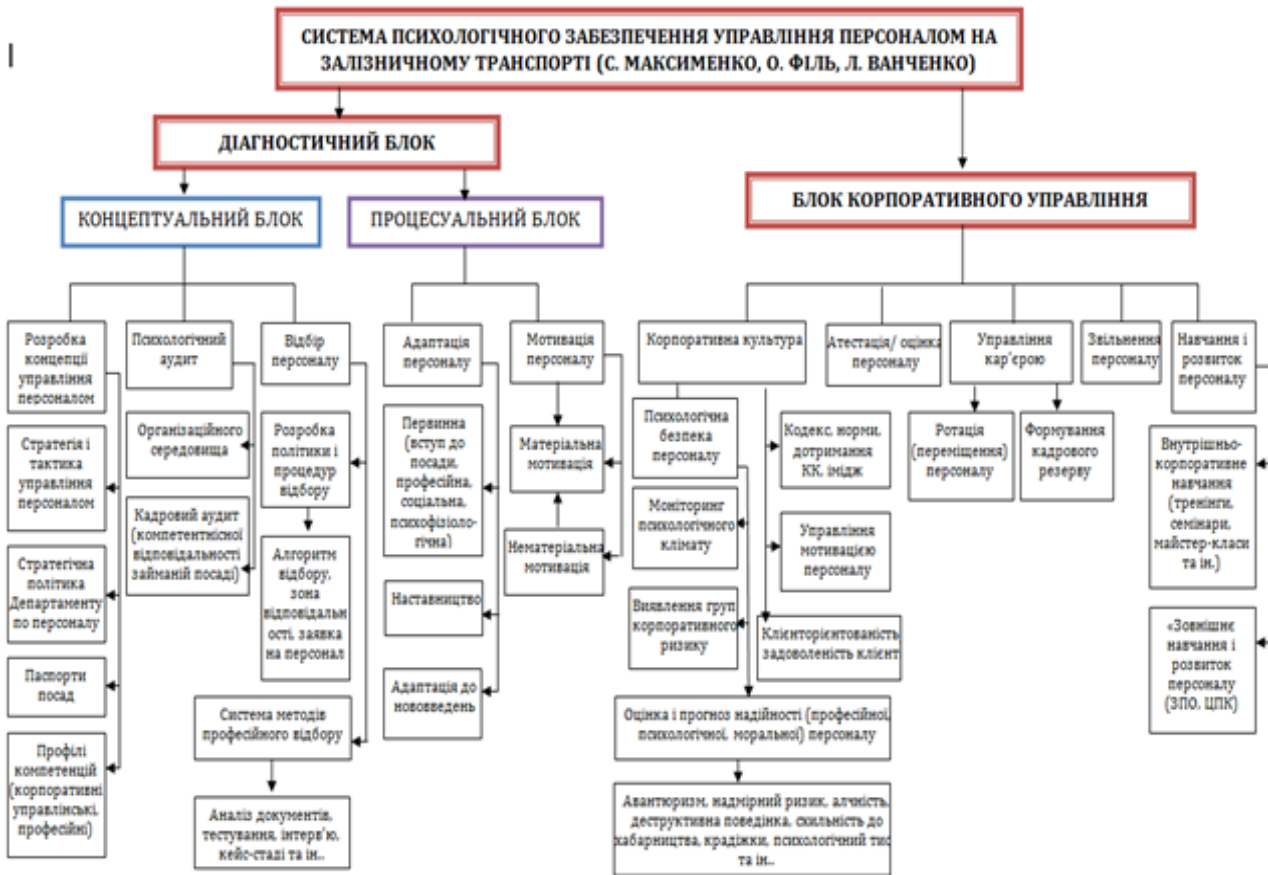 СИСТЕМА ПСИХОЛОГІЧНОГО ЗАБЕЗПЕЧЕННЯ УПРАВЛІННЯ ПЕРСОНАЛОМ НА
ЗАЛІЗНИЧНОМУ ТРАНСПОРТІ (С. МАКСИМЕНКО, О. ФІЛЬ, Л. ВАНЧЕНКО)
ДІАГНОСТИЧНИЙ БЛОК
БЛОК КОРПОРАТИВНОГО УПРАВЛІННЯ
КОНЦЕПТУАЛЬНИЙ БЛОК
ПРОЦЕСУАЛЬНИЙ БЛОК
Розробка
концепції
управління
персоналом
Стратегія і
тактика
управління
персоналом
Стратегічна
політика
Департаменту
по персоналу
Паспорти
посад
Профілі
компетенцій
(корпоративні
управлінські,
професійні)
Психологічний
аудит
Організаційного
середовища
Кадровий аудит
(компетентнісної
відповідальності
займаній посаді)
Відбір
персоналу
Розробка
політики і
процедур
відбору
Алгоритм
відбору,
зона
відповідаль
ності, заявка
на персонал
Система методів
професійного відбору
Аналіз документів,
тестування, інтерв'ю,
кейс-стаді та ін..
Адаптація
персоналу
Первинна
(вступ до
посади,
професійна,
соціальна,
психофізіоло-
гічна)
Наставництво
Адаптація до
нововведень
Мотивація
персоналу
Матеріальна
мотивація
Нематеріальна
мотивація
Корпоративна культура
Психологічна
безпека
персоналу
Моніторинг
психологічного
клімату
Виявлення груп
корпоративного
ризику
Кодекс, норми,
дотримання
КК, імідж
Управління
мотивацією
персоналу
Клієнторієнтованість
задоволеність клієнт
Оцінка і прогноз надійності (професійної,
психологічної, моральної) персоналу
Авантюризм, надмірний ризик, алчність,
деструктивна поведінка, схильність до
хабарництва, крадіжки, психологічний тис
та ін..
Атестація/ оцінка
персоналу
Управління
кар'єрою
Ротація
(переміщення)
персоналу
Формування
кадрового
резерву
Звільнення
персоналу
Навчання і
розвиток
персоналу
Внутрішньо-
корпоративне
навчання
(тренінги,
семінари,
майстер-класи
та ін.)
«Зовнішнє
навчання і
розвиток
персоналу
(ЗПО, ЦПК)